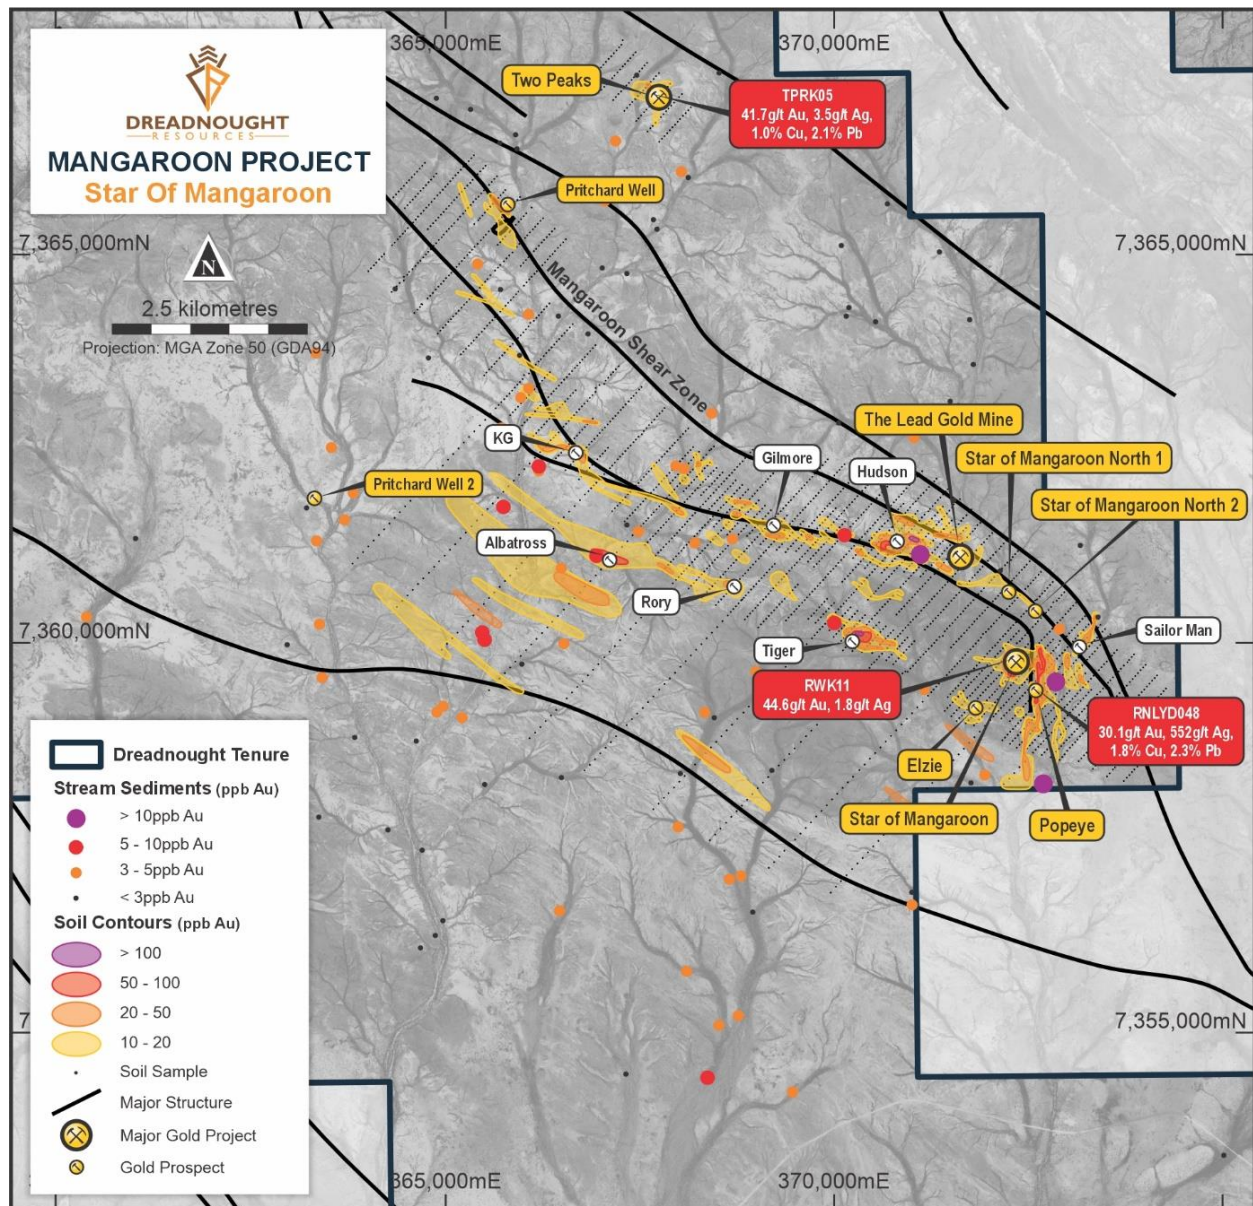 365,000mE
370,000mE
DREADNOUGHT
RESOURCES
MANGAROON PROJECT
Star Of Mangaroon
Two Peaks
TPRK05
41.7g/t Au, 3.5g/t Ag,
1.0% Cu, 2.1% Pb
Pritchard Well
7,365,000mN
7,365,000mN
N
2.5 kilometres
Projection: MGA Zone 50 (GDA94)
Mangaroon Shear Zone
The Lead Gold Mine
KG
Gilmore
Hudson
Star of Mangaroon North 1
Pritchard Well 2
Star of Mangaroon North 2
Albatross
Rory
7,360,000mN
Sailor Man
Tiger
RWK11
44.6g/t Au, 1.8g/t Ag
RNLYD048
30.1g/t Au, 552g/t Ag,
1.8% Cu, 2.3% Pb
Elzie
Star of Mangaroon
Popeye
Dreadnought Tenure
Stream Sediments (ppb Au)
> 10ppb Au
5 - 10ppb Au
3 - 5ppb Au
< 3ppb Au
Soil Contours (ppb Au)
> 100
50 - 100
20 - 50
10 - 20
Soil Sample
Major Structure
Major Gold Project
Gold Prospect
7,355,000mN
365,000mE
370,000mE